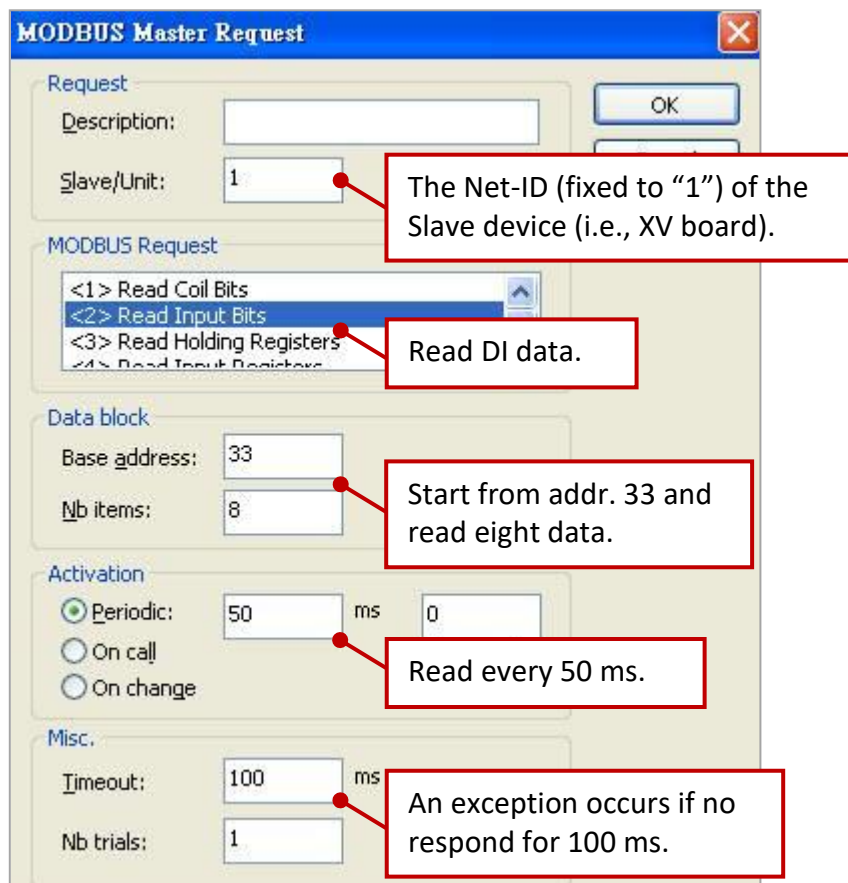 MODBUS Master Request
Request
OK
Description:
Slave/Unit:
1
The Net-ID (fixed to “1”) of the
Slave device (i.e., XV board).
MODBUS Request
<1> Read Coil Bits
<2> Read Input Bits
<3> Read Holding Registers
<4> Read Input Registers
Read DI data.
Data block
Base address:
33
Nb items:
8
Start from addr. 33 and
read eight data.
Activation
Periodic:
50
ms
0
On call
On change
Read every 50 ms.
Misc.
Timeout:
100
ms
Nb trials:
1
An exception occurs if no
respond for 100 ms.